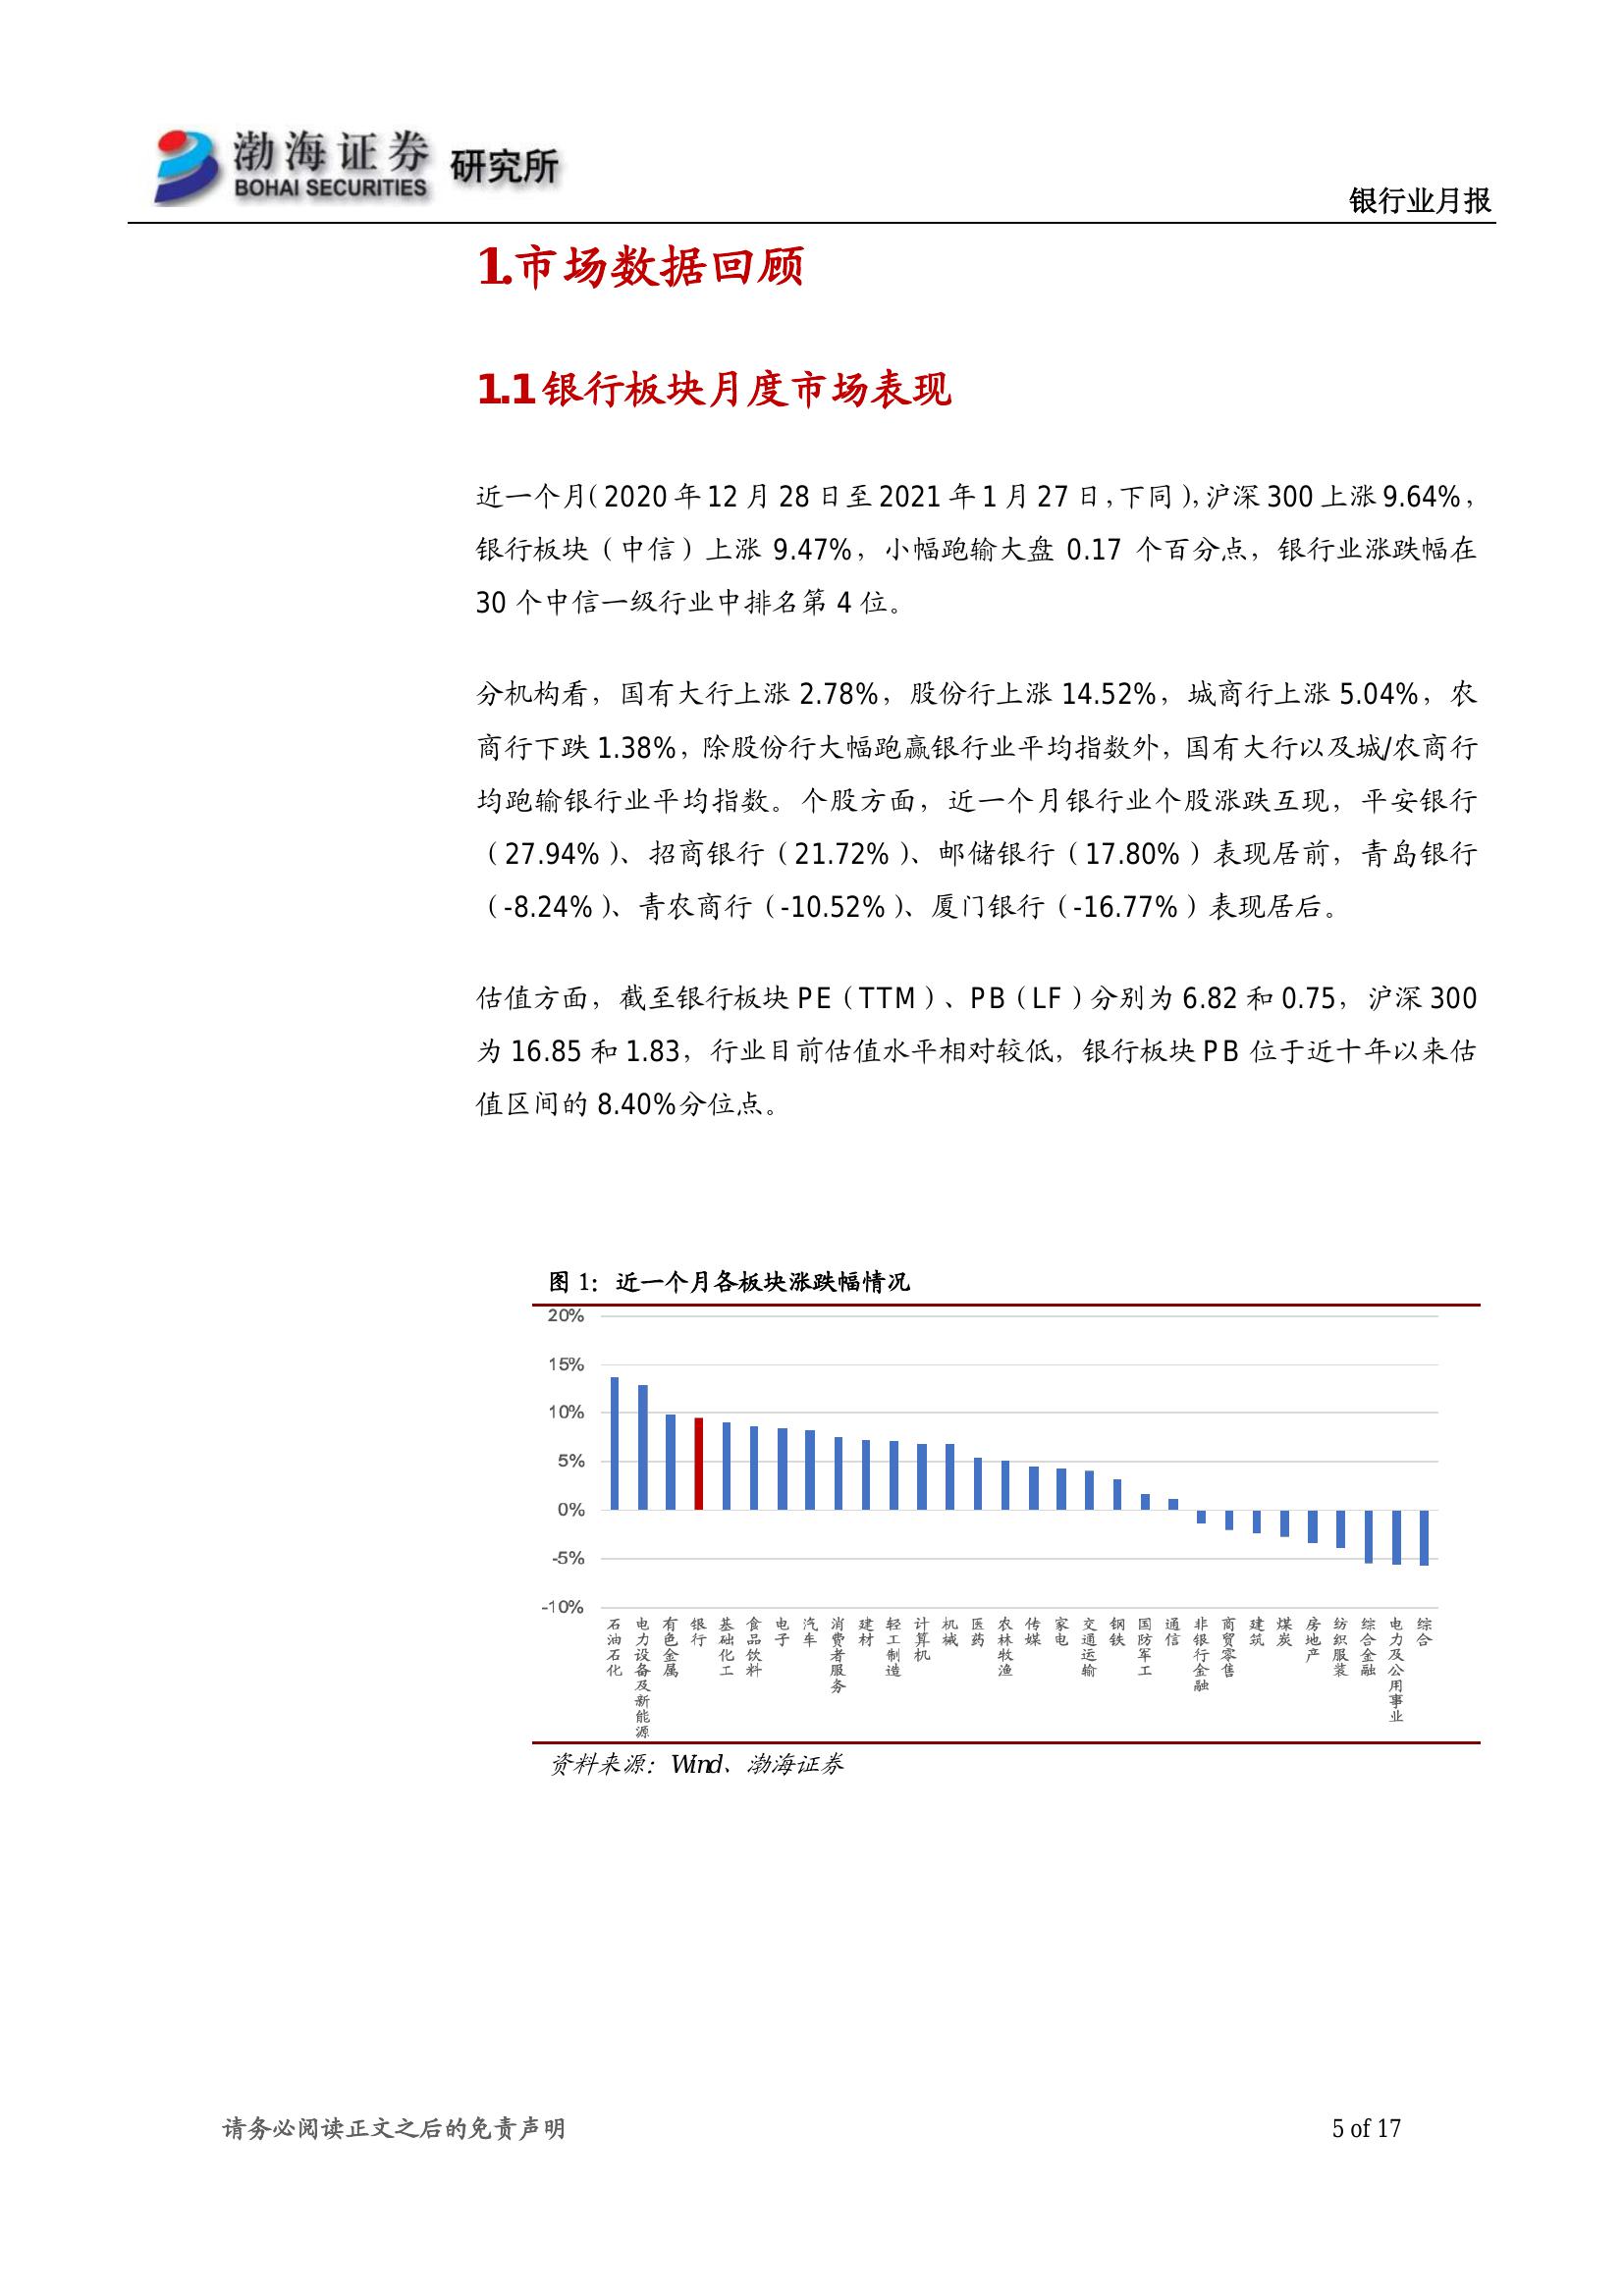 渤海证券 研究所
BOHAI SECURITIES
银行业月报
1.市场数据回顾
1.1银行板块月度市场表现
近一个月(2020年12月28日至2021年1月27日,下同),沪深300上涨9.64%,
银行板块（中信）上涨 9.47%，小幅跑输大盘 0.17 个百分点，银行业涨跌幅在
30 个中信一级行业中排名第 4 位。
分机构看，国有大行上涨 2.78%，股份行上涨 14.52%，城商行上涨 5.04%，农
商行下跌 1.38%，除股份行大幅跑赢银行业平均指数外，国有大行以及城/农商行
均跑输银行业平均指数。个股方面，近一个月银行业个股涨跌互现，平安银行
（27.94%）、招商银行（21.72%）、邮储银行（17.80%）表现居前，青岛银行
（-8.24%）、青农商行（-10.52%）、厦门银行（-16.77%）表现居后。
估值方面，截至银行板块 PE（TTM）、PB（LF）分别为 6.82 和 0.75，沪深 300
为 16.85 和 1.83，行业目前估值水平相对较低，银行板块 PB 位于近十年以来估
值区间的 8.40%分位点。
图 1：近一个月各板块涨跌幅情况
20%
15%
10%
5%
0%
-5%
-10%
石油石化
电力设备及新能源
有色金属
银行
基础化工
食品饮料
电子
汽车
消费者服务
建材
轻工制造
计算机
机械
医药
农林牧渔
传媒
家电
交通运输
钢铁
国防军工
通信
非银行金融
商贸零售
建筑
煤炭
房地产
纺织服装
综合金融
电力及公用事业
综合
资料来源：Wind、渤海证券
请务必阅读正文之后的免责声明
5 of 17